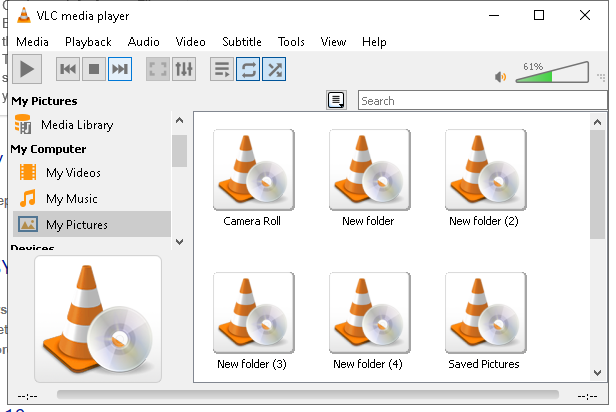 VLC media player
Media Playback Audio Video Subtitle Tools View Help
61%
My Pictures
Search
Media Library
My Computer
My Videos
My Music
My Pictures
Devices
Camera Roll New folder New folder (2)
New folder (3) New folder (4) Saved Pictures
--:-- --:--